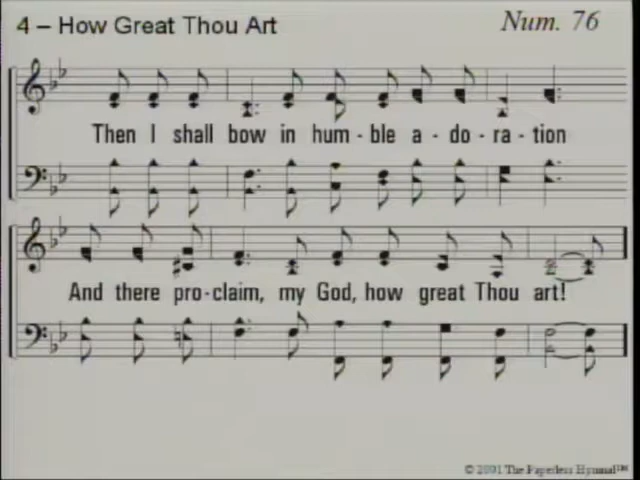 4 – How Great Thou Art
Num. 76
Then I shall bow in hum - ble a - do - ra - tion
And there pro-claim, my God, how great Thou art!
© 2001 The Paperless Hymnal™